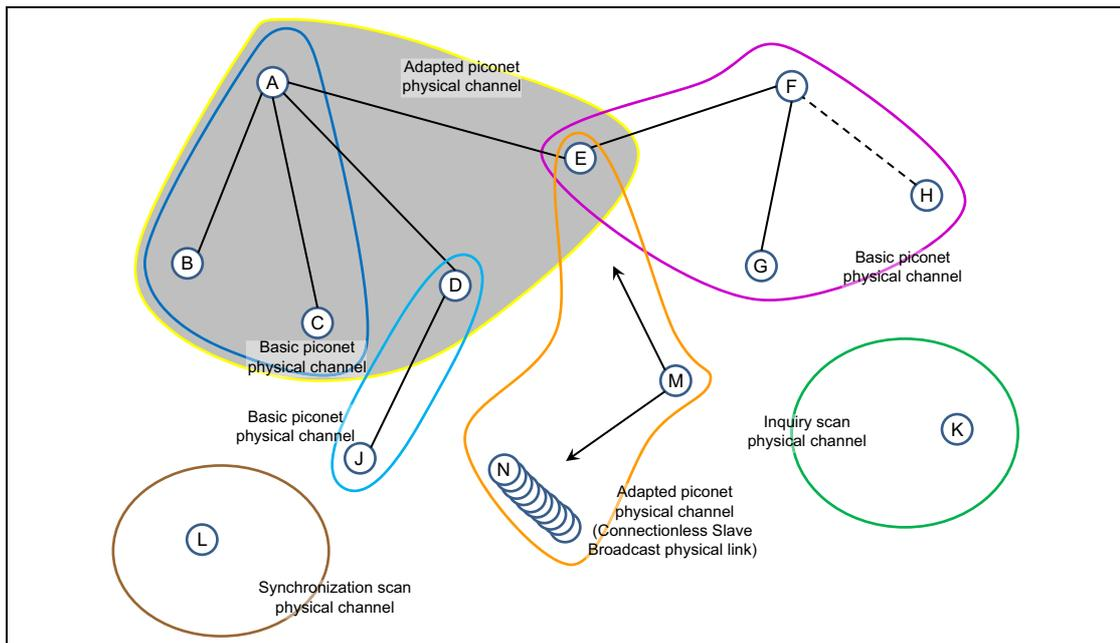 Adapted piconet
physical channel
A
F
E
H
B
G
Basic piconet
physical channel
D
C
Basic piconet
physical channel
M
Basic piconet
physical channel
J
Inquiry scan
physical channel
K
N
Adapted piconet
physical channel
(Connectionless Slave
Broadcast physical link)
L
Synchronization scan
physical channel